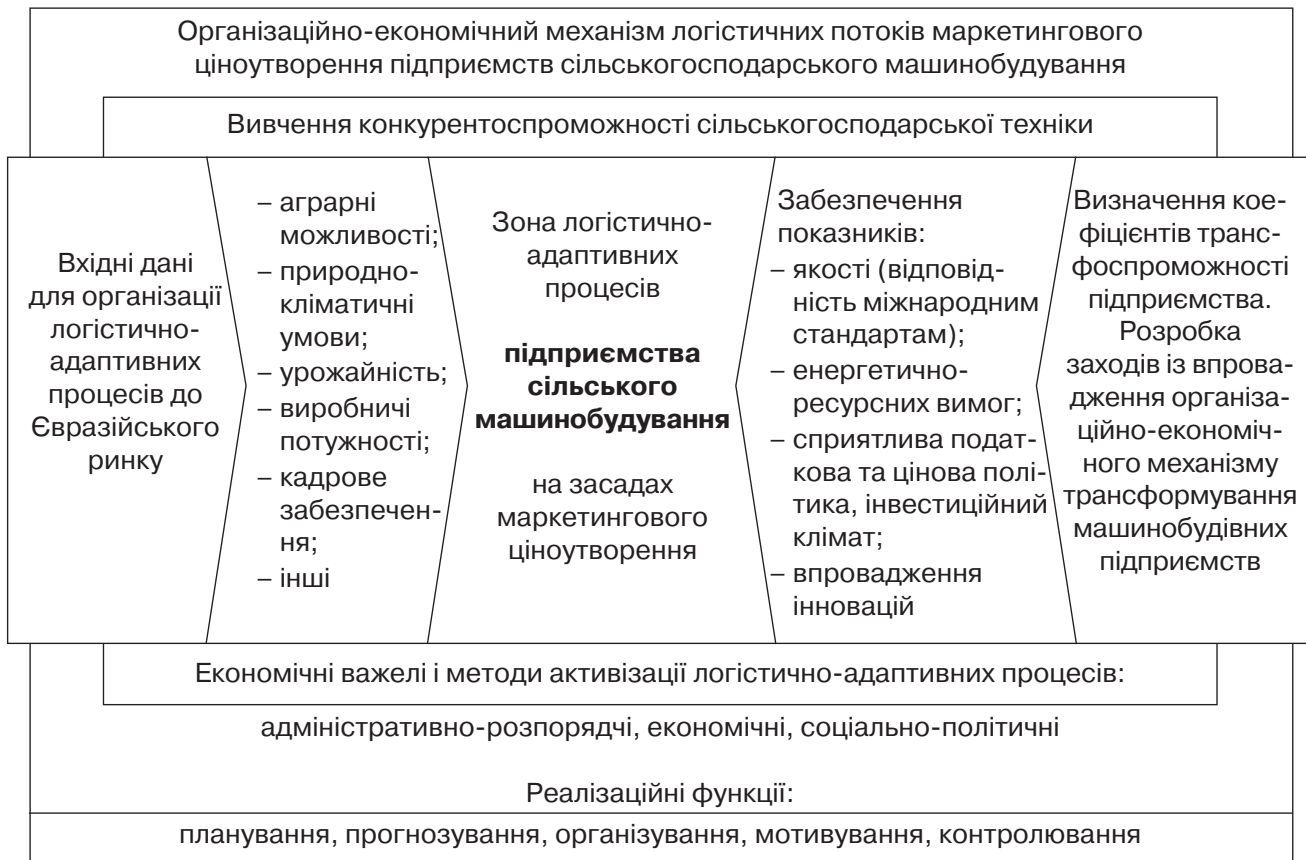 Організаційно-економічний механізм логістичних потоків маркетингового
ціноутворення підприємств сільськогосподарського машинобудування
Вивчення конкурентоспроможності сільськогосподарської техніки
Вхідні дані
для організації
логістично-
адаптивних
процесів до
Євразійського
ринку
– аграрні
можливості;
– природно-
кліматичні
умови;
– урожайність;
– виробничі
потужності;
– кадрове
забезпечен-
ня;
– інші
Зона логістично-
адаптивних
процесів
підприємства
сільського
машинобудування
на засадах
маркетингового
ціноутворення
Забезпечення
показників:
– якості (відповід-
ність міжнародним
стандартам);
– енергетично-
ресурсних вимог;
– сприятлива подат-
кова та цінова полі-
тика, інвестиційний
клімат;
– впровадження
інновацій
Визначення кое-
фіцієнтів транс-
фоспроможності
підприємства.
Розробка
заходів із впрова-
дження організа-
ційно-економіч-
ного механізму
трансформування
машинобудівних
підприємств
Економічні важелі і методи активізації логістично-адаптивних процесів:
адміністративно-розпорядчі, економічні, соціально-політичні
Реалізаційні функції:
планування, прогнозування, організування, мотивування, контролювання